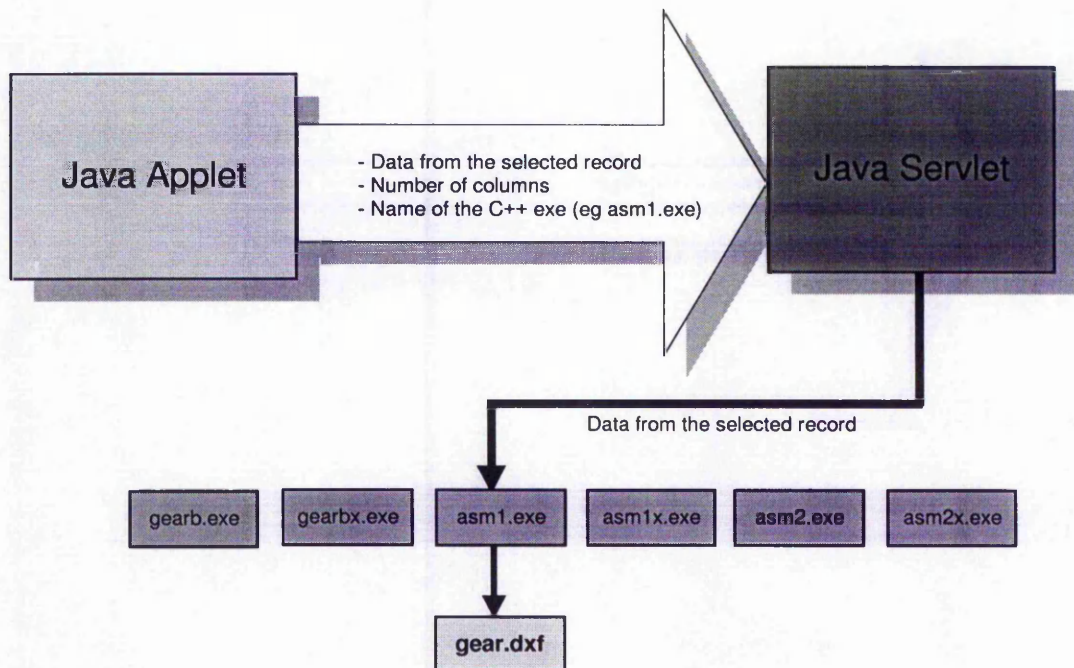 Java Applet
- Data from the selected record
- Number of columns
- Name of the C++ exe (eg asm1.exe)
Java Servlet
Data from the selected record
gearb.exe
gearbx.exe
asm1.exe
asm1x.exe
asm2.exe
asm2x.exe
gear.dxf